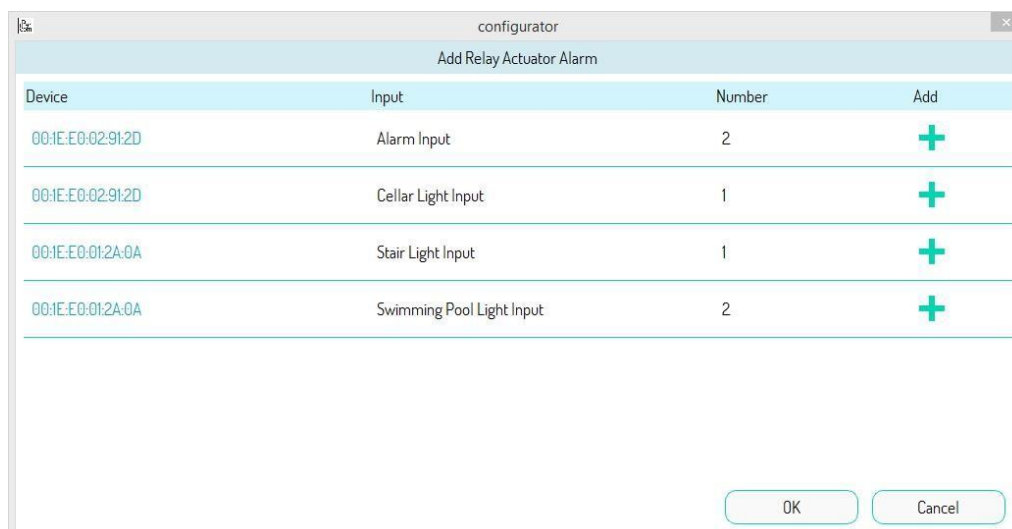 configurator
Add Relay Actuator Alarm
Device Input Number Add
00:1E:E0:02:91:2D Alarm Input 2
00:1E:E0:02:91:2D Cellar Light Input 1
00:1E:E0:01:2A:0A Stair Light Input 1
00:1E:E0:01:2A:0A Swimming Pool Light Input 2
OK Cancel